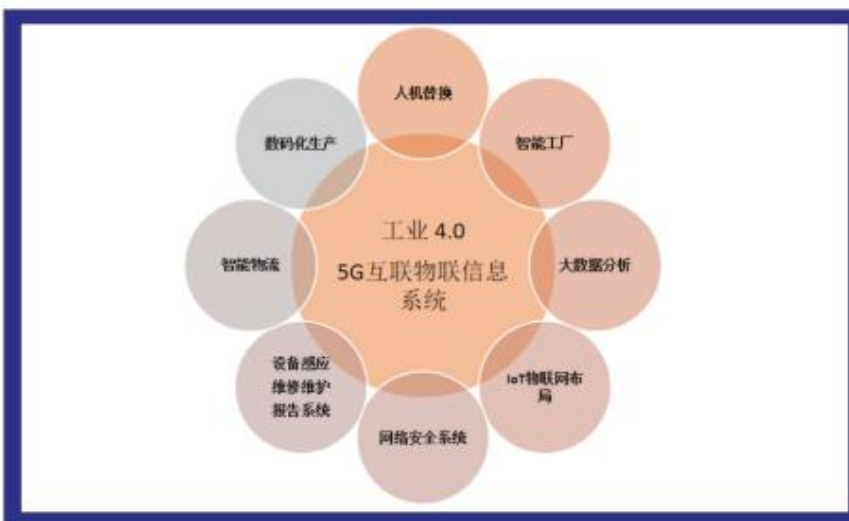 人机替换
智能工厂
大数据分析
IoT物联网布
局
网络安全系统
设备感应
维修维护
报告系统
智能物流
数码化生产
工业 4.0
5G互联物联信息
系统